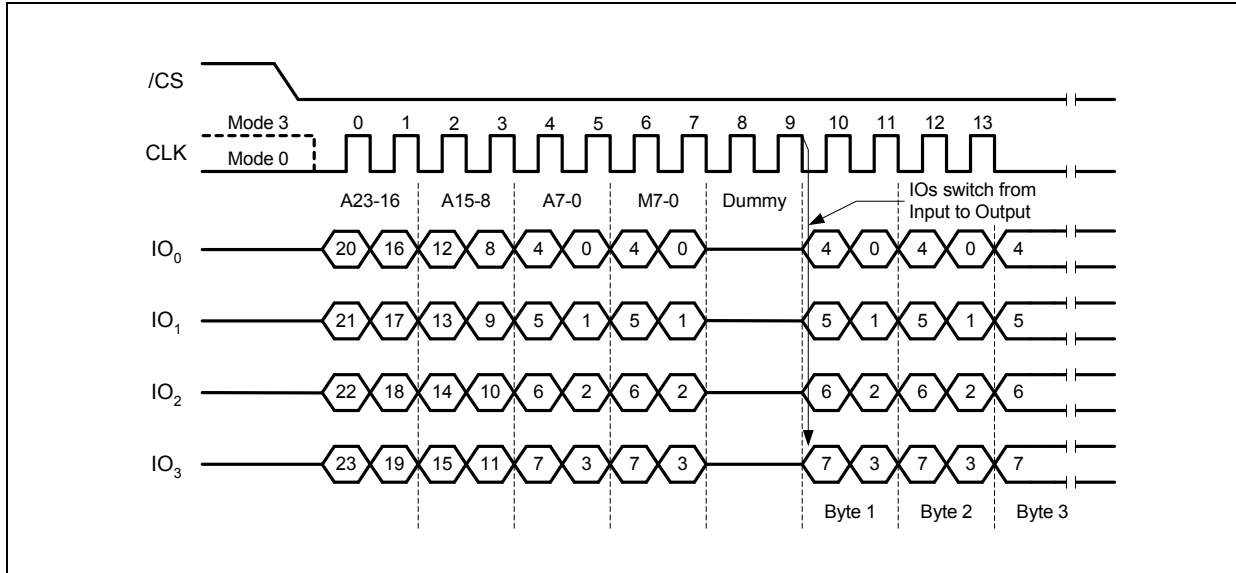 /CS
Mode 3 0 1 2 3 4 5 6 7 8 9 10 11 12 13
CLK
Mode 0
A23-16 A15-8 A7-0 M7-0 Dummy
IOs switch from
Input to Output
IO0 20 16 12 8 4 0 4 0 4 0 4 0 4
IO1 21 17 13 9 5 1 5 1 5 1 5 1 5
IO2 22 18 14 10 6 2 6 2 6 2 6 2 6
IO3 23 19 15 11 7 3 7 3 7 3 7 3 7
Byte 1 Byte 2 Byte 3